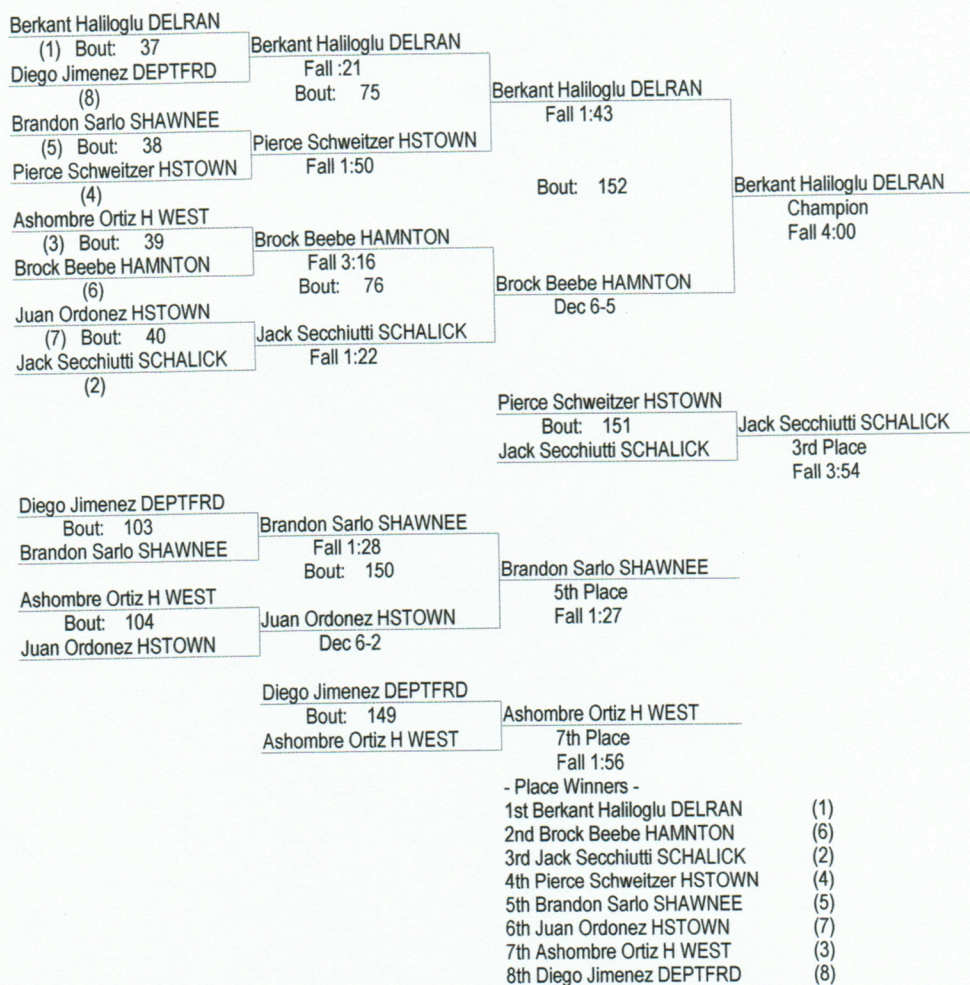 Berkant Haliloglu DELRAN
(1) Bout: 37
Diego Jimenez DEPTFRD
(8)
Brandon Sarlo SHAWNEE
(5) Bout: 38
Pierce Schweitzer HSTOWN
(4)
Ashombre Ortiz H WEST
(3) Bout: 39
Brock Beebe HAMNTON
(6)
Juan Ordonez HSTOWN
(7) Bout: 40
Jack Secchiutti SCHALICK
(2)
Berkant Haliloglu DELRAN
Fall :21
Bout: 75
Pierce Schweitzer HSTOWN
Fall 1:50
Brock Beebe HAMNTON
Fall 3:16
Bout: 76
Jack Secchiutti SCHALICK
Fall 1:22
Berkant Haliloglu DELRAN
Fall 1:43
Bout: 152
Brock Beebe HAMNTON
Dec 6-5
Berkant Haliloglu DELRAN
Champion
Fall 4:00
Pierce Schweitzer HSTOWN
Bout: 151
Jack Secchiutti SCHALICK
Jack Secchiutti SCHALICK
3rd Place
Fall 3:54
Diego Jimenez DEPTFRD
Bout: 103
Brandon Sarlo SHAWNEE
Ashombre Ortiz H WEST
Bout: 104
Juan Ordonez HSTOWN
Brandon Sarlo SHAWNEE
Fall 1:28
Bout: 150
Juan Ordonez HSTOWN
Dec 6-2
Brandon Sarlo SHAWNEE
5th Place
Fall 1:27
Diego Jimenez DEPTFRD
Bout: 149
Ashombre Ortiz H WEST
Ashombre Ortiz H WEST
7th Place
Fall 1:56
- Place Winners -
1st Berkant Haliloglu DELRAN (1)
2nd Brock Beebe HAMNTON (6)
3rd Jack Secchiutti SCHALICK (2)
4th Pierce Schweitzer HSTOWN (4)
5th Brandon Sarlo SHAWNEE (5)
6th Juan Ordonez HSTOWN (7)
7th Ashombre Ortiz H WEST (3)
8th Diego Jimenez DEPTFRD (8)